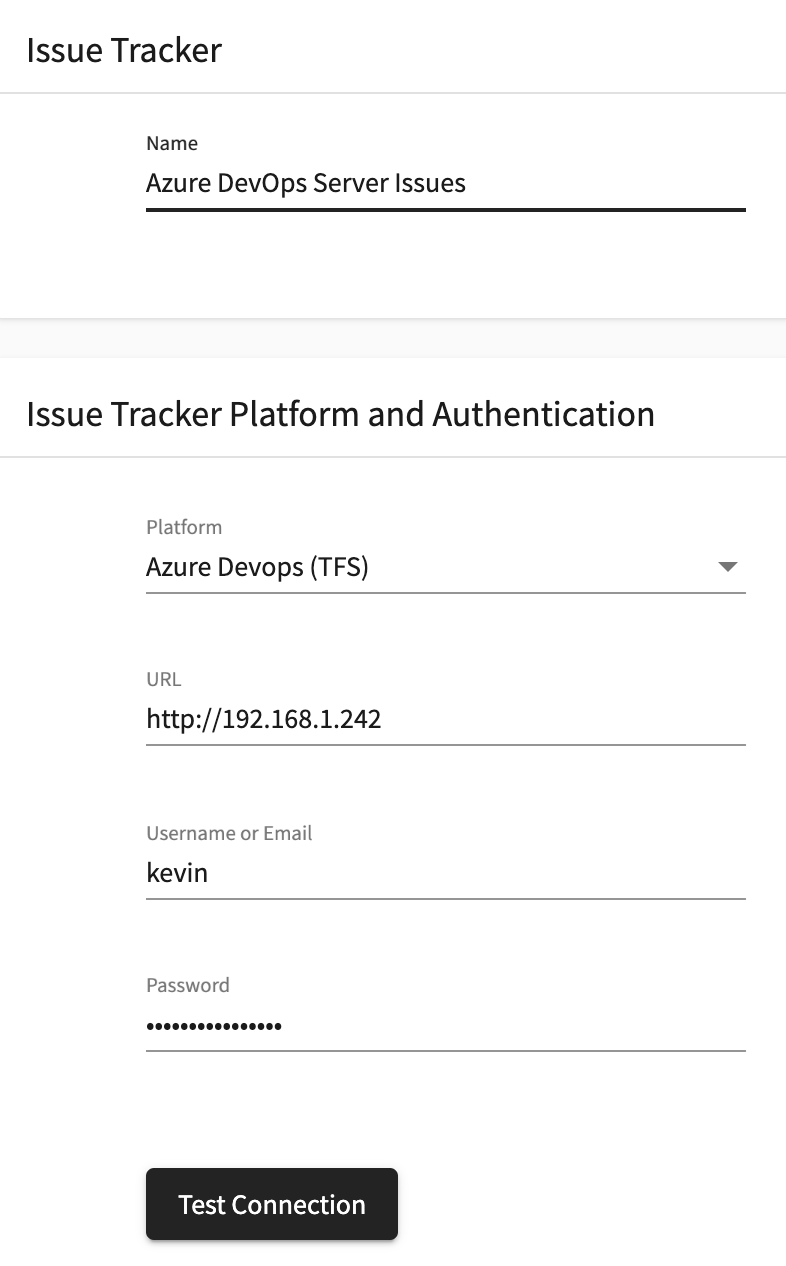 Issue Tracker
Name
Azure DevOps Server Issues
Issue Tracker Platform and Authentication
Platform
Azure Devops (TFS)
URL
http://192.168.1.242
Username or Email
kevin
Password
••••••••••••••••
Test Connection